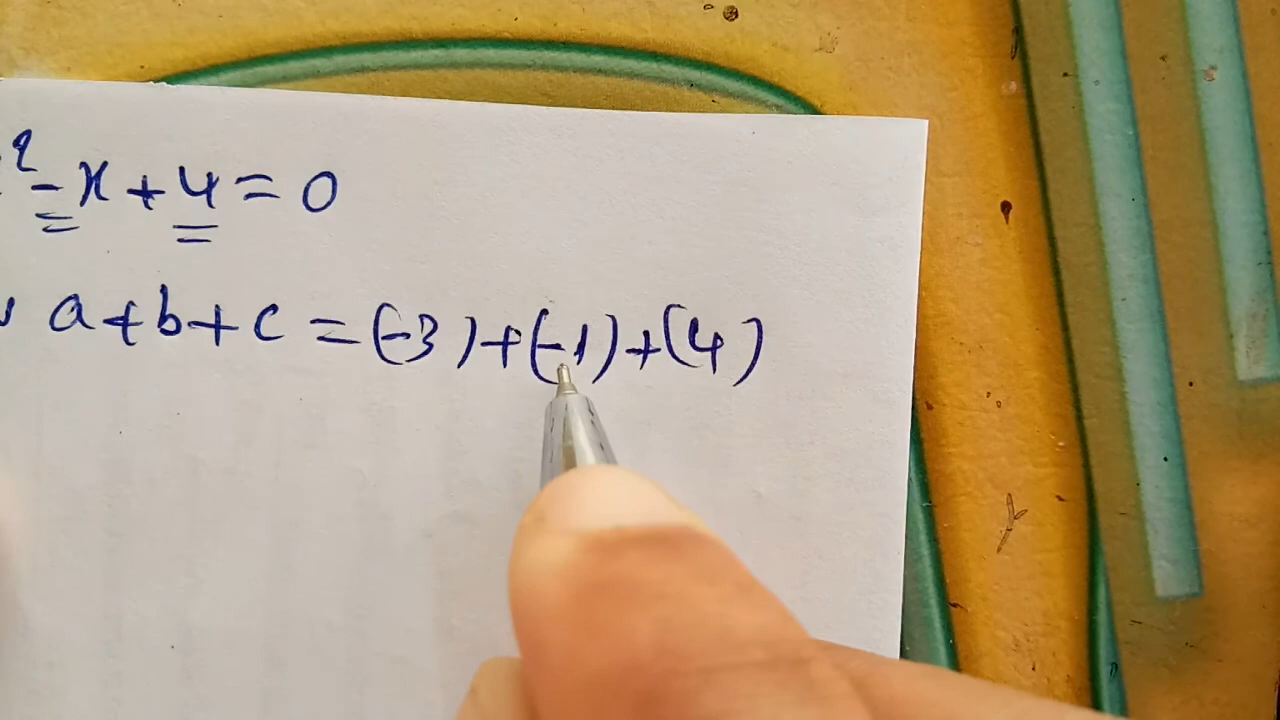 ² - x + 4 = 0
a + b + c = (-3) + (-1) + (4)